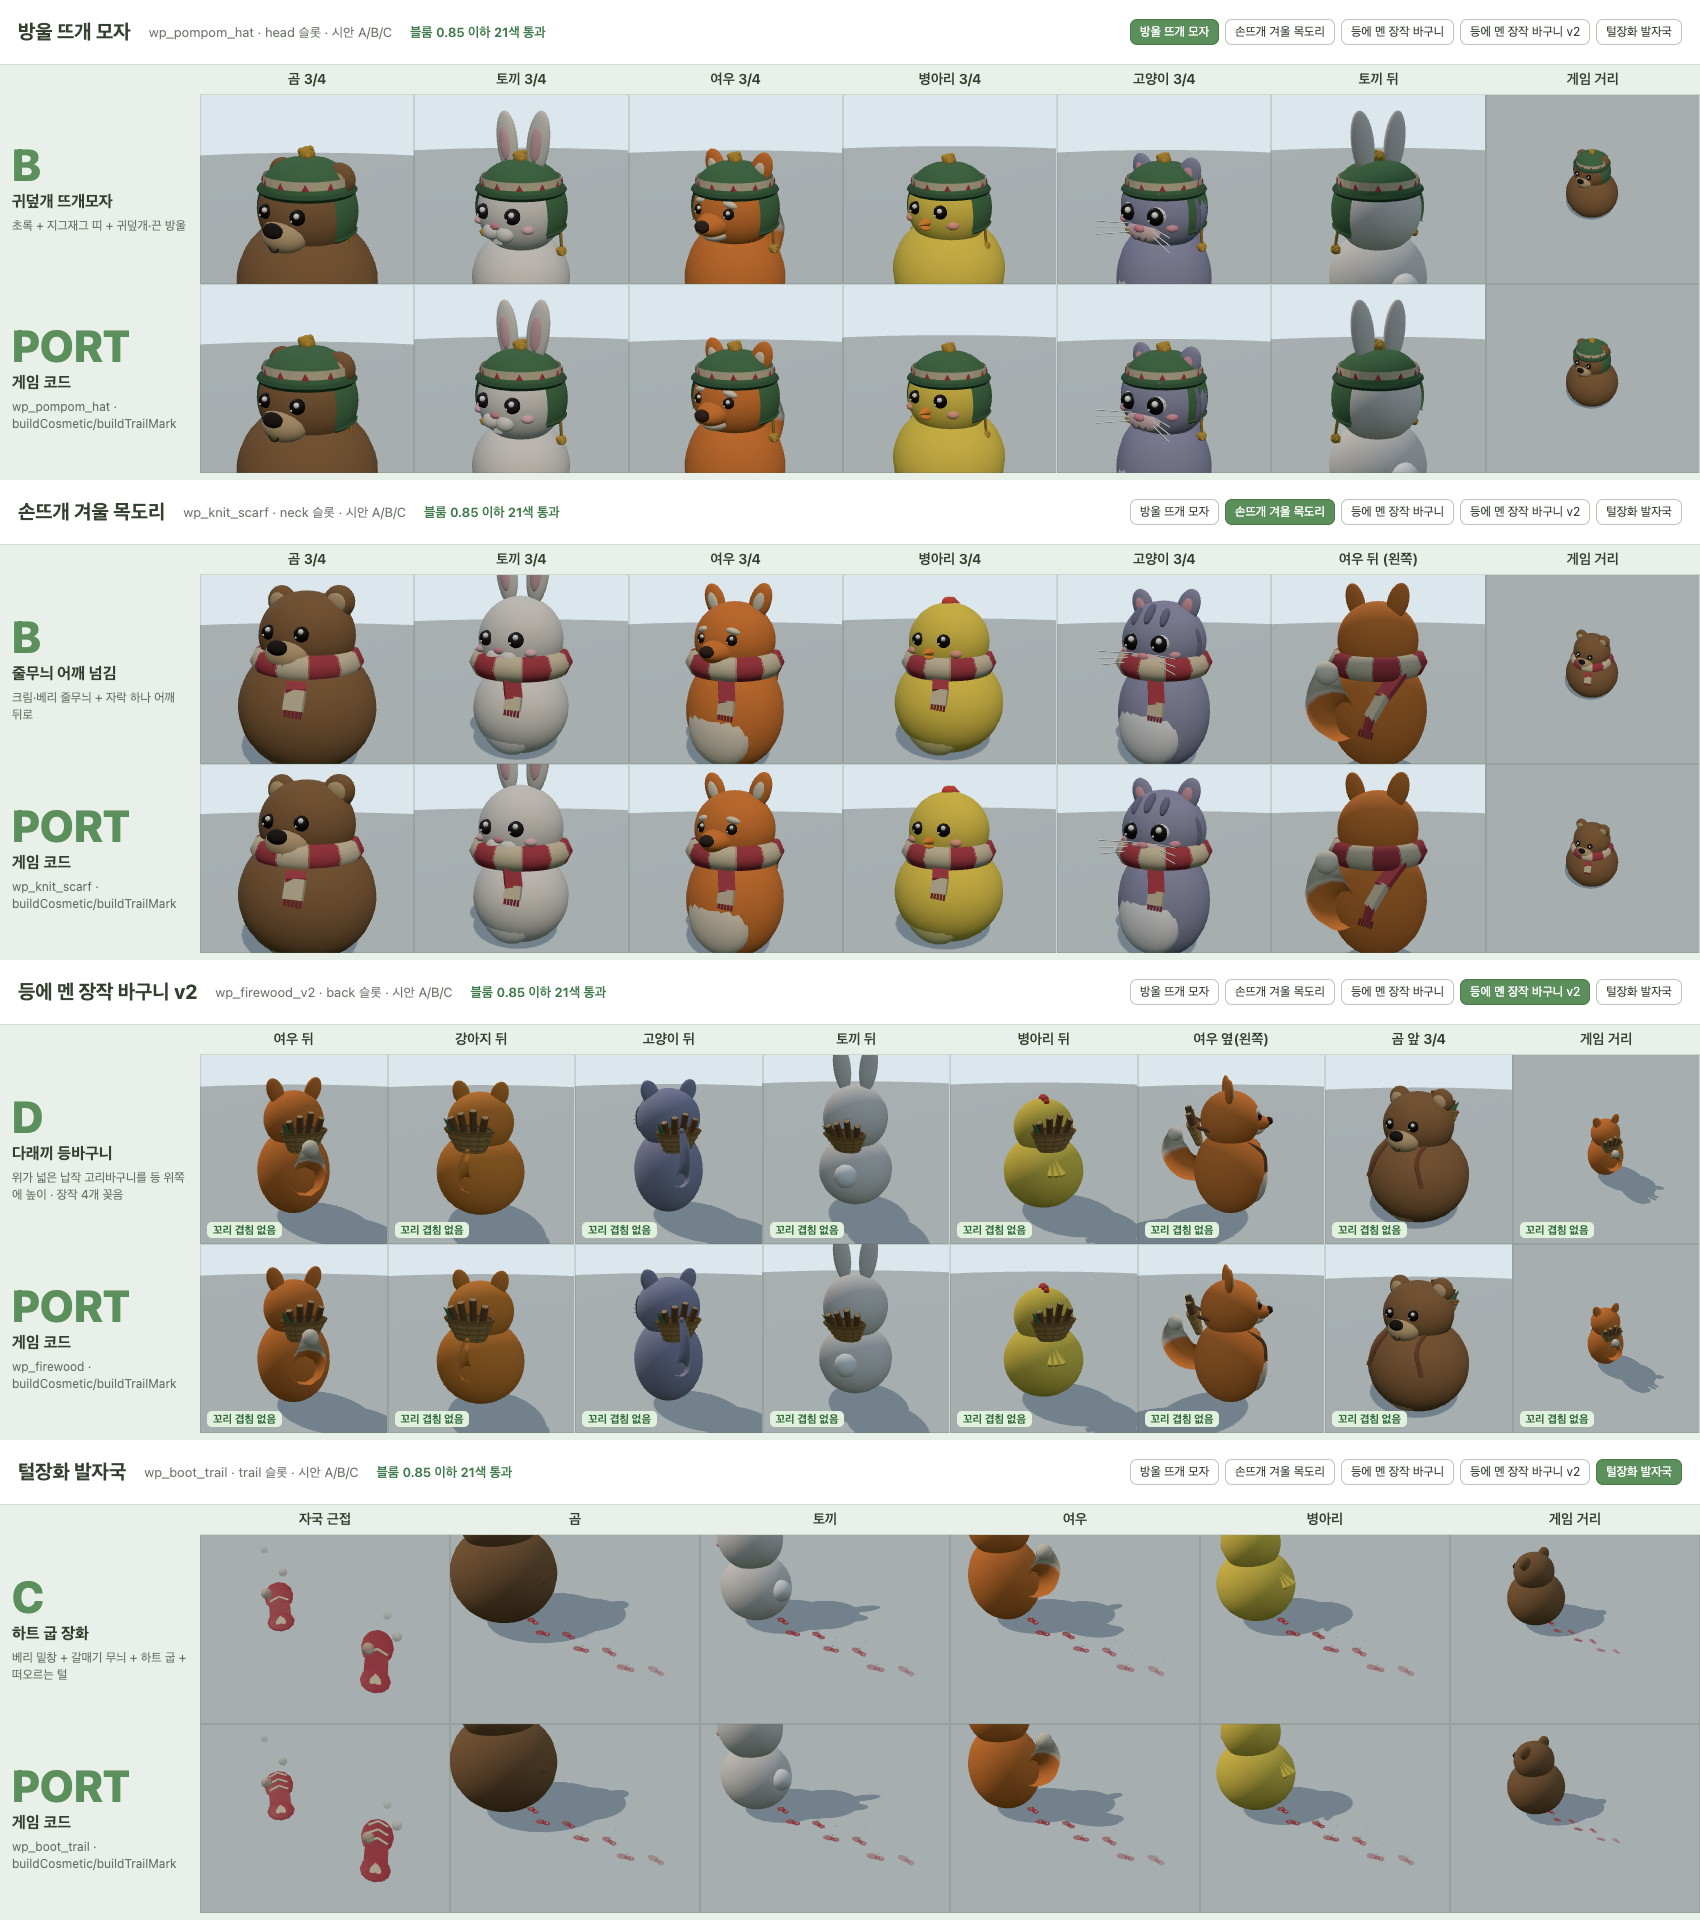 방울 뜨개 모자 wp_pompom_hat · head 슬롯 · 시안 A/B/C 블룸 0.85 이하 21색 통과 방울 뜨개 모자 손뜨개 겨울 목도리 등에 멘 장작 바구니 등에 멘 장작 바구니 v2 털장화 발자국
곰 3/4 토끼 3/4 여우 3/4 병아리 3/4 고양이 3/4 토끼 뒤 게임 거리
B
귀덮개 뜨개모자
초록 + 지그재그 띠 + 귀덮개·끈 방울
PORT
게임 코드
wp_pompom_hat ·
buildCosmetic/buildTrailMark
손뜨개 겨울 목도리 wp_knit_scarf · neck 슬롯 · 시안 A/B/C 블룸 0.85 이하 21색 통과 방울 뜨개 모자 손뜨개 겨울 목도리 등에 멘 장작 바구니 등에 멘 장작 바구니 v2 털장화 발자국
곰 3/4 토끼 3/4 여우 3/4 병아리 3/4 고양이 3/4 여우 뒤 (왼쪽) 게임 거리
B
줄무늬 어깨 넘김
크림·베리 줄무늬 + 자락 하나 어깨
뒤로
PORT
게임 코드
wp_knit_scarf ·
buildCosmetic/buildTrailMark
등에 멘 장작 바구니 v2 wp_firewood_v2 · back 슬롯 · 시안 A/B/C 블룸 0.85 이하 21색 통과 방울 뜨개 모자 손뜨개 겨울 목도리 등에 멘 장작 바구니 등에 멘 장작 바구니 v2 털장화 발자국
여우 뒤 강아지 뒤 고양이 뒤 토끼 뒤 병아리 뒤 여우 옆(왼쪽) 곰 앞 3/4 게임 거리
D
다래끼 등바구니
위가 넓은 납작 고리바구니를 등 위쪽
에 높이 · 장작 4개 꽂음
꼬리 겹침 없음 꼬리 겹침 없음 꼬리 겹침 없음 꼬리 겹침 없음 꼬리 겹침 없음 꼬리 겹침 없음 꼬리 겹침 없음 꼬리 겹침 없음
PORT
게임 코드
wp_firewood ·
buildCosmetic/buildTrailMark
꼬리 겹침 없음 꼬리 겹침 없음 꼬리 겹침 없음 꼬리 겹침 없음 꼬리 겹침 없음 꼬리 겹침 없음 꼬리 겹침 없음 꼬리 겹침 없음
털장화 발자국 wp_boot_trail · trail 슬롯 · 시안 A/B/C 블룸 0.85 이하 21색 통과 방울 뜨개 모자 손뜨개 겨울 목도리 등에 멘 장작 바구니 등에 멘 장작 바구니 v2 털장화 발자국
자국 근접 곰 토끼 여우 병아리 게임 거리
C
하트 굽 장화
베리 밑창 + 갈매기 무늬 + 하트 굽 +
떠오르는 털
PORT
게임 코드
wp_boot_trail ·
buildCosmetic/buildTrailMark